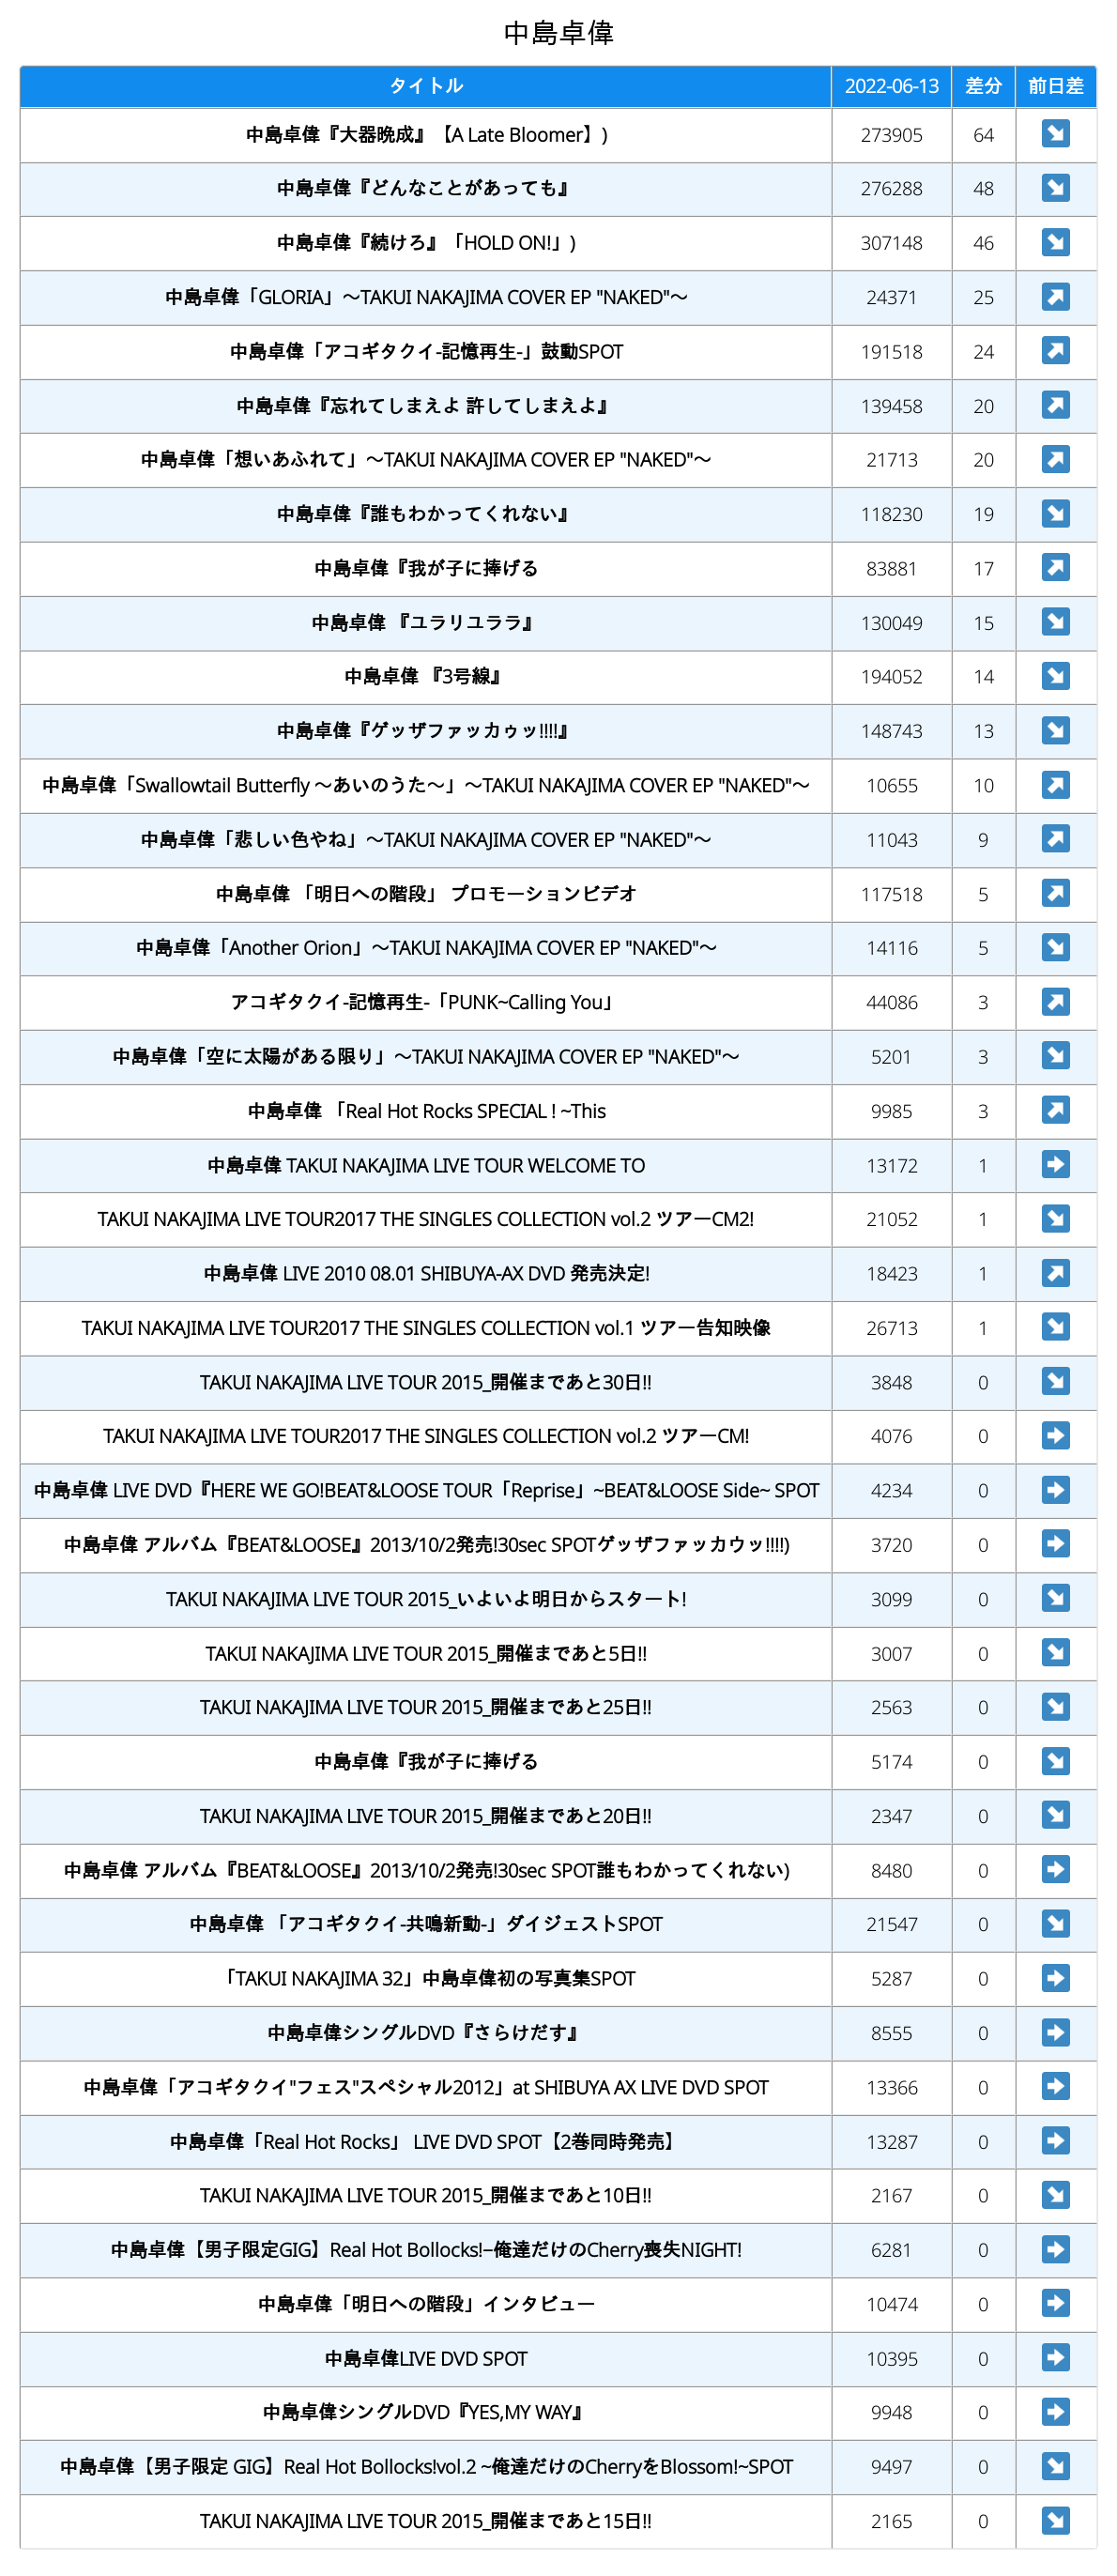 中島卓偉
タイトル 2022-06-13 差分 前日差
中島卓偉『大器晩成』【A Late Bloomer】) 273905 64 ↘
中島卓偉『どんなことがあっても』 276288 48 ↘
中島卓偉『続けろ』「HOLD ON!」) 307148 46 ↘
中島卓偉「GLORIA」〜TAKUI NAKAJIMA COVER EP "NAKED"〜 24371 25 ↗
中島卓偉「アコギタクイ-記憶再生-」鼓動SPOT 191518 24 ↗
中島卓偉『忘れてしまえよ 許してしまえよ』 139458 20 ↗
中島卓偉「想いあふれて」〜TAKUI NAKAJIMA COVER EP "NAKED"〜 21713 20 ↗
中島卓偉『誰もわかってくれない』 118230 19 ↘
中島卓偉『我が子に捧げる 83881 17 ↗
中島卓偉 『ユラリユララ』 130049 15 ↘
中島卓偉 『3号線』 194052 14 ↘
中島卓偉『ゲッザファッカゥッ!!!!』 148743 13 ↘
中島卓偉「Swallowtail Butterfly 〜あいのうた〜」〜TAKUI NAKAJIMA COVER EP "NAKED"〜 10655 10 ↗
中島卓偉「悲しい色やね」〜TAKUI NAKAJIMA COVER EP "NAKED"〜 11043 9 ↗
中島卓偉 「明日への階段」 プロモーションビデオ 117518 5 ↗
中島卓偉「Another Orion」〜TAKUI NAKAJIMA COVER EP "NAKED"〜 14116 5 ↘
アコギタクイ-記憶再生-「PUNK~Calling You」 44086 3 ↗
中島卓偉「空に太陽がある限り」〜TAKUI NAKAJIMA COVER EP "NAKED"〜 5201 3 ↘
中島卓偉 「Real Hot Rocks SPECIAL ! ~This 9985 3 ↗
中島卓偉 TAKUI NAKAJIMA LIVE TOUR WELCOME TO 13172 1 →
TAKUI NAKAJIMA LIVE TOUR2017 THE SINGLES COLLECTION vol.2 ツアーCM2! 21052 1 ↘
中島卓偉 LIVE 2010 08.01 SHIBUYA-AX DVD 発売決定! 18423 1 ↗
TAKUI NAKAJIMA LIVE TOUR2017 THE SINGLES COLLECTION vol.1 ツアー告知映像 26713 1 ↘
TAKUI NAKAJIMA LIVE TOUR 2015_開催まであと30日!! 3848 0 ↘
TAKUI NAKAJIMA LIVE TOUR2017 THE SINGLES COLLECTION vol.2 ツアーCM! 4076 0 →
中島卓偉 LIVE DVD『HERE WE GO!BEAT&LOOSE TOUR「Reprise」~BEAT&LOOSE Side~ SPOT 4234 0 →
中島卓偉 アルバム『BEAT&LOOSE』2013/10/2発売!30sec SPOTゲッザファッカウッ!!!!) 3720 0 →
TAKUI NAKAJIMA LIVE TOUR 2015_いよいよ明日からスタート! 3099 0 ↘
TAKUI NAKAJIMA LIVE TOUR 2015_開催まであと5日!! 3007 0 ↘
TAKUI NAKAJIMA LIVE TOUR 2015_開催まであと25日!! 2563 0 ↘
中島卓偉『我が子に捧げる 5174 0 ↘
TAKUI NAKAJIMA LIVE TOUR 2015_開催まであと20日!! 2347 0 ↘
中島卓偉 アルバム『BEAT&LOOSE』2013/10/2発売!30sec SPOT誰もわかってくれない) 8480 0 →
中島卓偉 「アコギタクイ-共鳴新動-」ダイジェストSPOT 21547 0 ↘
「TAKUI NAKAJIMA 32」中島卓偉初の写真集SPOT 5287 0 →
中島卓偉シングルDVD『さらけだす』 8555 0 →
中島卓偉「アコギタクイ"フェス"スペシャル2012」at SHIBUYA AX LIVE DVD SPOT 13366 0 →
中島卓偉「Real Hot Rocks」 LIVE DVD SPOT【2巻同時発売】 13287 0 →
TAKUI NAKAJIMA LIVE TOUR 2015_開催まであと10日!! 2167 0 ↘
中島卓偉【男子限定GIG】Real Hot Bollocks!−俺達だけのCherry喪失NIGHT! 6281 0 →
中島卓偉「明日への階段」インタビュー 10474 0 →
中島卓偉LIVE DVD SPOT 10395 0 →
中島卓偉シングルDVD『YES,MY WAY』 9948 0 →
中島卓偉【男子限定 GIG】Real Hot Bollocks!vol.2 ~俺達だけのCherryをBlossom!~SPOT 9497 0 ↘
TAKUI NAKAJIMA LIVE TOUR 2015_開催まであと15日!! 2165 0 ↘